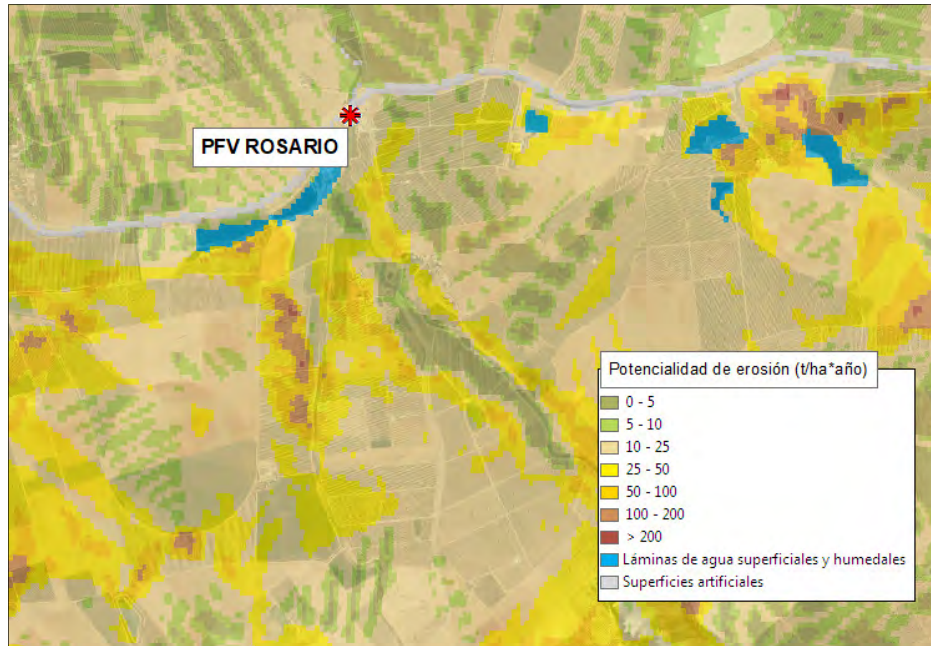 PFV ROSARIO
Potencialidad de erosión (t/ha*año)
0 - 5
5 - 10
10 - 25
25 - 50
50 - 100
100 - 200
> 200
Láminas de agua superficiales y humedales
Superficies artificiales